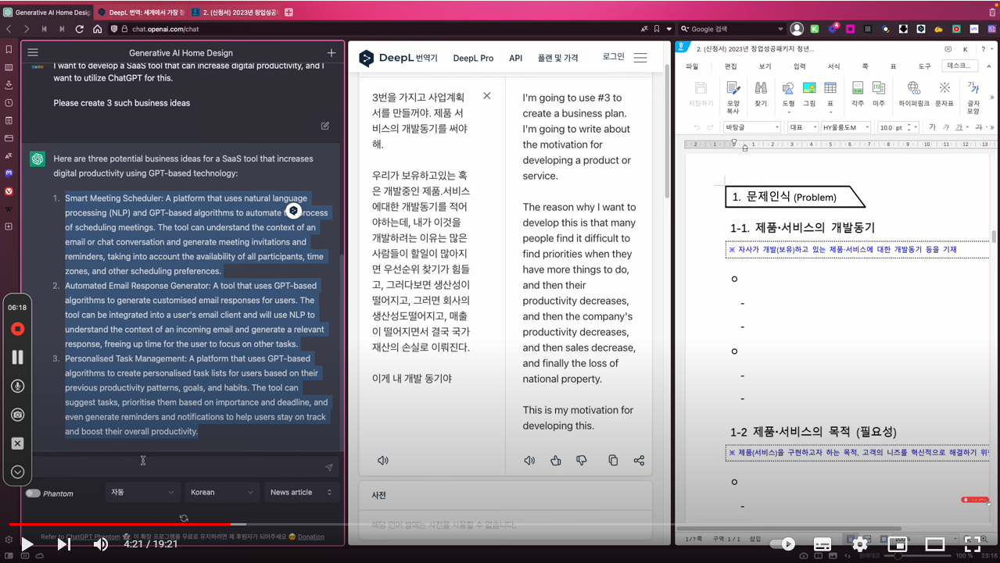 Generative AI Home Desig
DeepL 번역: 세계에서 가장 정
2. (신청서) 2023년 창업성공
chat.openai.com/chat
Google 검색
Generative AI Home Design
I want to develop a SaaS tool that can increase digital productivity, and I
want to utilize ChatGPT for this.
Please create 3 such business ideas
Here are three potential business ideas for a SaaS tool that increases
digital productivity using GPT-based technology:
1. Smart Meeting Scheduler: A platform that uses natural language
processing (NLP) and GPT-based algorithms to automate process
of scheduling meetings. The tool can understand the context of an
email or chat conversation and generate meeting invitations and
reminders, taking into account the availability of all participants, time
zones, and other scheduling preferences.
2. Automated Email Response Generator: A tool that uses GPT-based
algorithms to generate customised email responses for users. The
tool can be integrated into a user's email client and will use NLP to
understand the context of an incoming email and generate a relevant
response, freeing up time for the user to focus on other tasks.
3. Personalised Task Management: A platform that uses GPT-based
algorithms to create personalised task lists for users based on their
previous productivity patterns, goals, and habits. The tool can
suggest tasks, prioritise them based on importance and deadline, and
even generate reminders and notifications to help users stay on track
and boost their overall productivity.
06:18
Phantom
자동
Korean
News article
Refer to ChatGPT Phantom 이 확장 프로그램을 무료로 유지하려면 제 후원자가 되어주세요 Donation
DeepL 번역기
DeepL Pro
API
플랜 및 가격
로그인
3번을 가지고 사업계획
서를 만들꺼야. 제품 서
비스의 개발동기를 써야
해.
우리가 보유하고있는 혹
은 개발중인 제품.서비스
에대한 개발동기를 적어
야하는데, 내가 이것을
개발하려는 이유는 많은
사람들이 할일이 많아지
면 우선순위 찾기가 힘들
고, 그러다보면 생산성이
떨어지고, 그러면 회사의
생산성도떨어지고, 매출
이 떨어지면서 결국 국가
재산의 손실로 이뤄진다.
이게 내 개발 동기야
I'm going to use #3 to
create a business plan.
I'm going to write about
the motivation for
developing a product or
service.
The reason why I want to
develop this is that many
people find it difficult to
find priorities when they
have more things to do,
and then their
productivity decreases,
and then the company's
productivity decreases,
and then sales decrease,
and finally the loss of
national property.
This is my motivation for
developing this.
사전
해당 언어 쌍에는 사전을 사용할 수 없습니다.
2. (신청서) 2023년 창업성공패키지 청년...
파일
편집
보기
입력
서식
쪽
표
도구
데스크...
저장하기
모양
복사
찾기
도형
그림
표
각주
미주
하이퍼링크
문자표
글자
모양
바탕글
대표
HY울릉도M
10.0 pt
가 가 가 가
2 1 1 2 3 4 5 6 7 8 9 10 11 12 13
1. 문제인식 (Problem)
1-1. 제품·서비스의 개발동기
※ 자사가 개발(보유)하고 있는 제품·서비스에 대한 개발동기 등을 기재
1-2 제품·서비스의 목적 (필요성)
※ 제품(서비스)을 구현하고자 하는 목적, 고객의 니즈를 혁신적으로 해결하기 위
1/?쪽
구역:1/1
삽입
100%
4:21 / 19:21
100 %
23:16